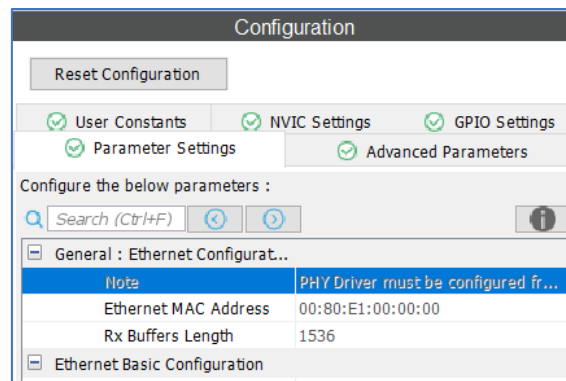 Configuration
Reset Configuration
User Constants NVIC Settings GPIO Settings
Parameter Settings Advanced Parameters
Configure the below parameters :
Search (Ctrl+F)
General : Ethernet Configurat...
Note PHY Driver must be configured fr...
Ethernet MAC Address 00:80:E1:00:00:00
Rx Buffers Length 1536
Ethernet Basic Configuration